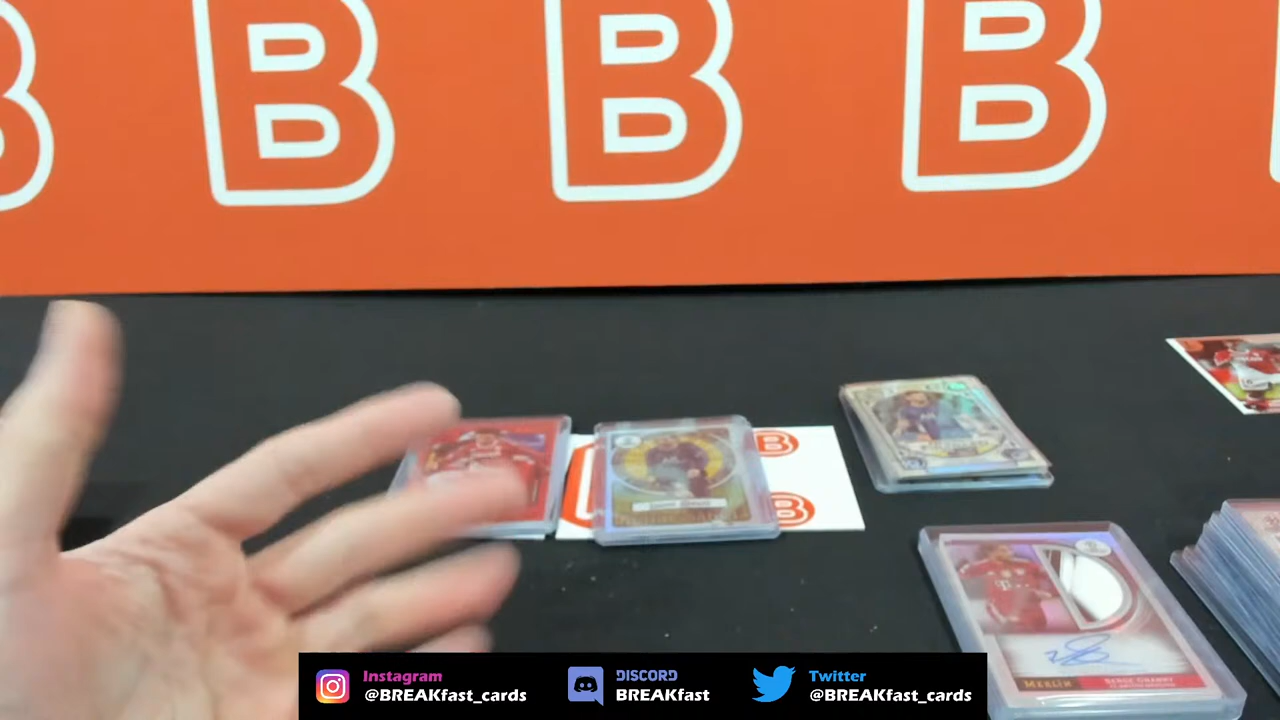 B B B
Instagram
@BREAKfast_cards
DISCORD
BREAKfast
Twitter
@BREAKfast_cards
B
B
MERLIN
SERGE GNABRY